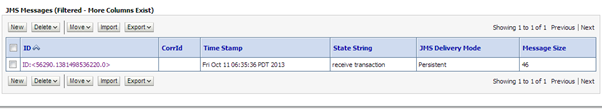 JMS Messages (Filtered - More Columns Exist)
New Delete Move Import Export Showing 1 to 1 of 1 Previous | Next
ID CorrId Time Stamp State String JMS Delivery Mode Message Size
ID:<56290.1381498536220.0> Fri Oct 11 06:35:36 PDT 2013 receive transaction Persistent 46
New Delete Move Import Export Showing 1 to 1 of 1 Previous | Next